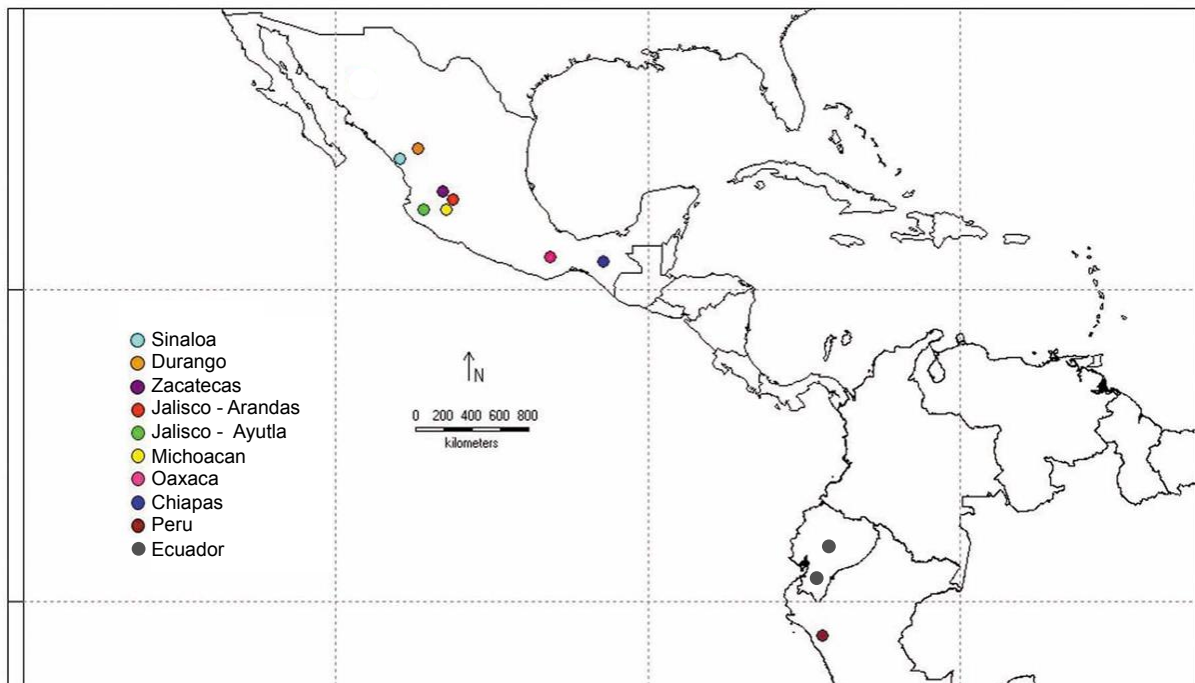 Sinaloa
Durango
Zacatecas
Jalisco - Arandas
Jalisco -  Ayutla
Michoacan
Oaxaca
Chiapas
Peru
Ecuador
N
0 200 400 600 800
kilometers